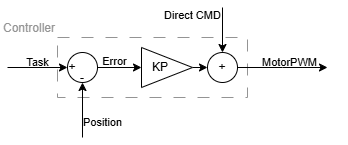 Direct CMD
Controller
Task
+
-
Error
KP
+
MotorPWM
Position